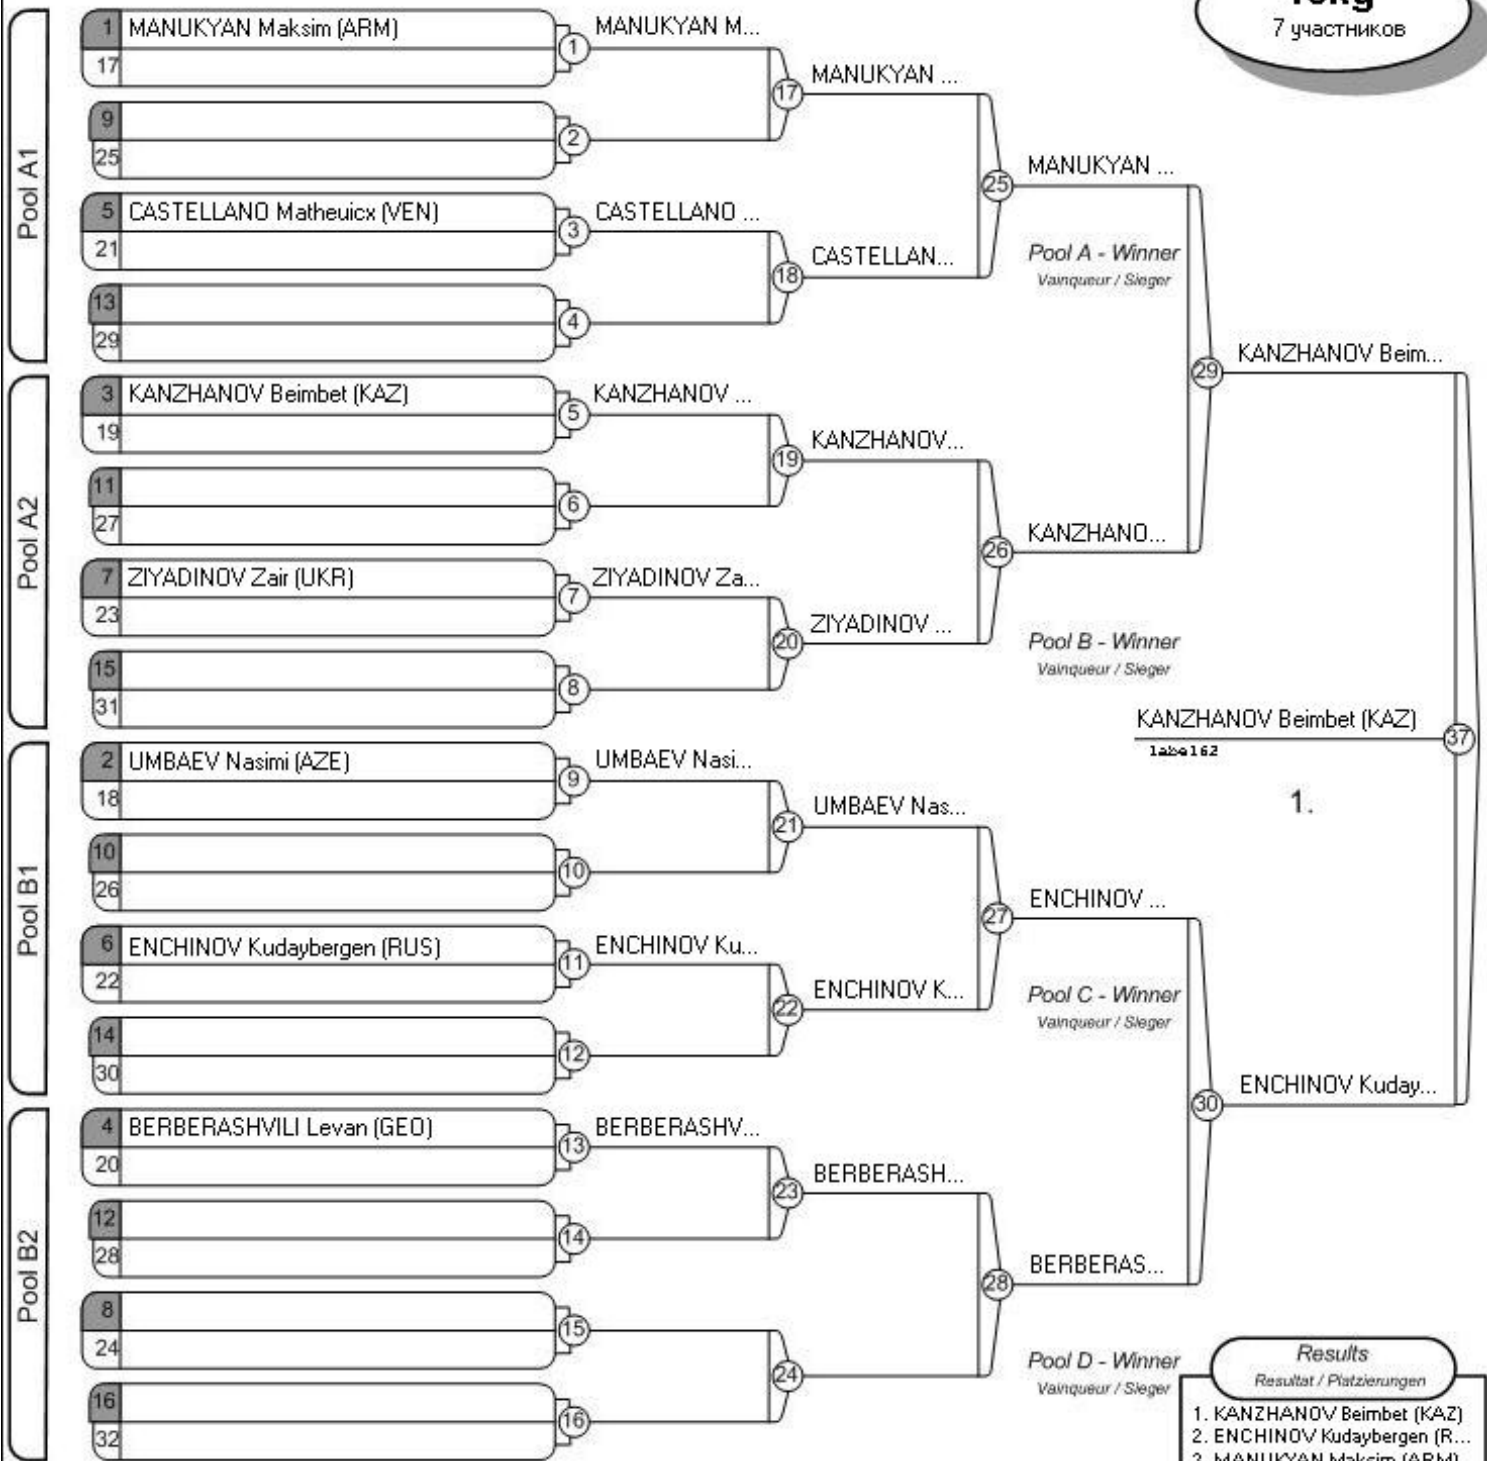 7 участников
Pool A1
1 MANUKYAN Maksim (ARM)
17
9
25
5 CASTELLANO Matheuicx (VEN)
21
13
29
Pool A2
3 KANZHANOV Beimbet (KAZ)
19
11
27
7 ZIYADINOV Zair (UKR)
23
15
31
Pool B1
2 UMBAEV Nasimi (AZE)
18
10
26
6 ENCHINOV Kudaybergen (RUS)
22
14
30
Pool B2
4 BERBERASHVILI Levan (GEO)
20
12
28
8
24
16
32
1 MANUKYAN M...
2
3 CASTELLANO ...
4
5 KANZHANOV ...
6
7 ZIYADINOV Za...
8
9 UMBAEV Nasi...
10
11 ENCHINOV Ku...
12
13 BERBERASHV...
14
15
16
17 MANUKYAN ...
18 CASTELLAN...
19 KANZHANOV...
20 ZIYADINOV ...
21 UMBAEV Nas...
22 ENCHINOV K...
23 BERBERASH...
24
25 MANUKYAN ...
Pool A - Winner
Vainqueur / Sieger
26 KANZHANO...
Pool B - Winner
Vainqueur / Sieger
27 ENCHINOV ...
Pool C - Winner
Vainqueur / Sieger
28 BERBERAS...
Pool D - Winner
Vainqueur / Sieger
29 KANZHANOV Beim...
30 ENCHINOV Kuday...
KANZHANOV Beimbet (KAZ)
37
label62
1.
Results
Resultat / Platzierungen
1. KANZHANOV Beimbet (KAZ)
2. ENCHINOV Kudaybergen (R...
MANUKYAN Maksim (ARM)